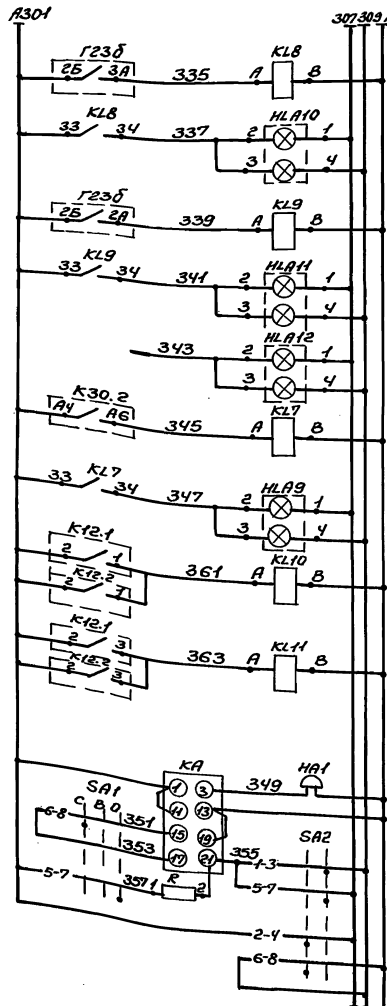 А301 307 309
Г23б KL8
2Б 3А 335 А В
KL8 HLA10
33 34 337 2 1
3 4
Г23б KL9
2Б 2А 339 А В
KL9 HLA11
33 34 341 2 1
3 4
HLA12
343 2 1
3 4
К30.2 KL7
А4 А6 345 А В
KL7 HLA9
33 34 347 2 1
3 4
К12.1 KL10
2 1 361 А В
К12.2
2 1
К12.1 KL11
2 3 363 А В
К12.2
2 3
КА HA1
1 3 349
SA1 11 13
С В О SA2
6-8 351 15 19
353 17 21 355 1-3
5-7 357 1 R 2 5-7
2-4
6-8